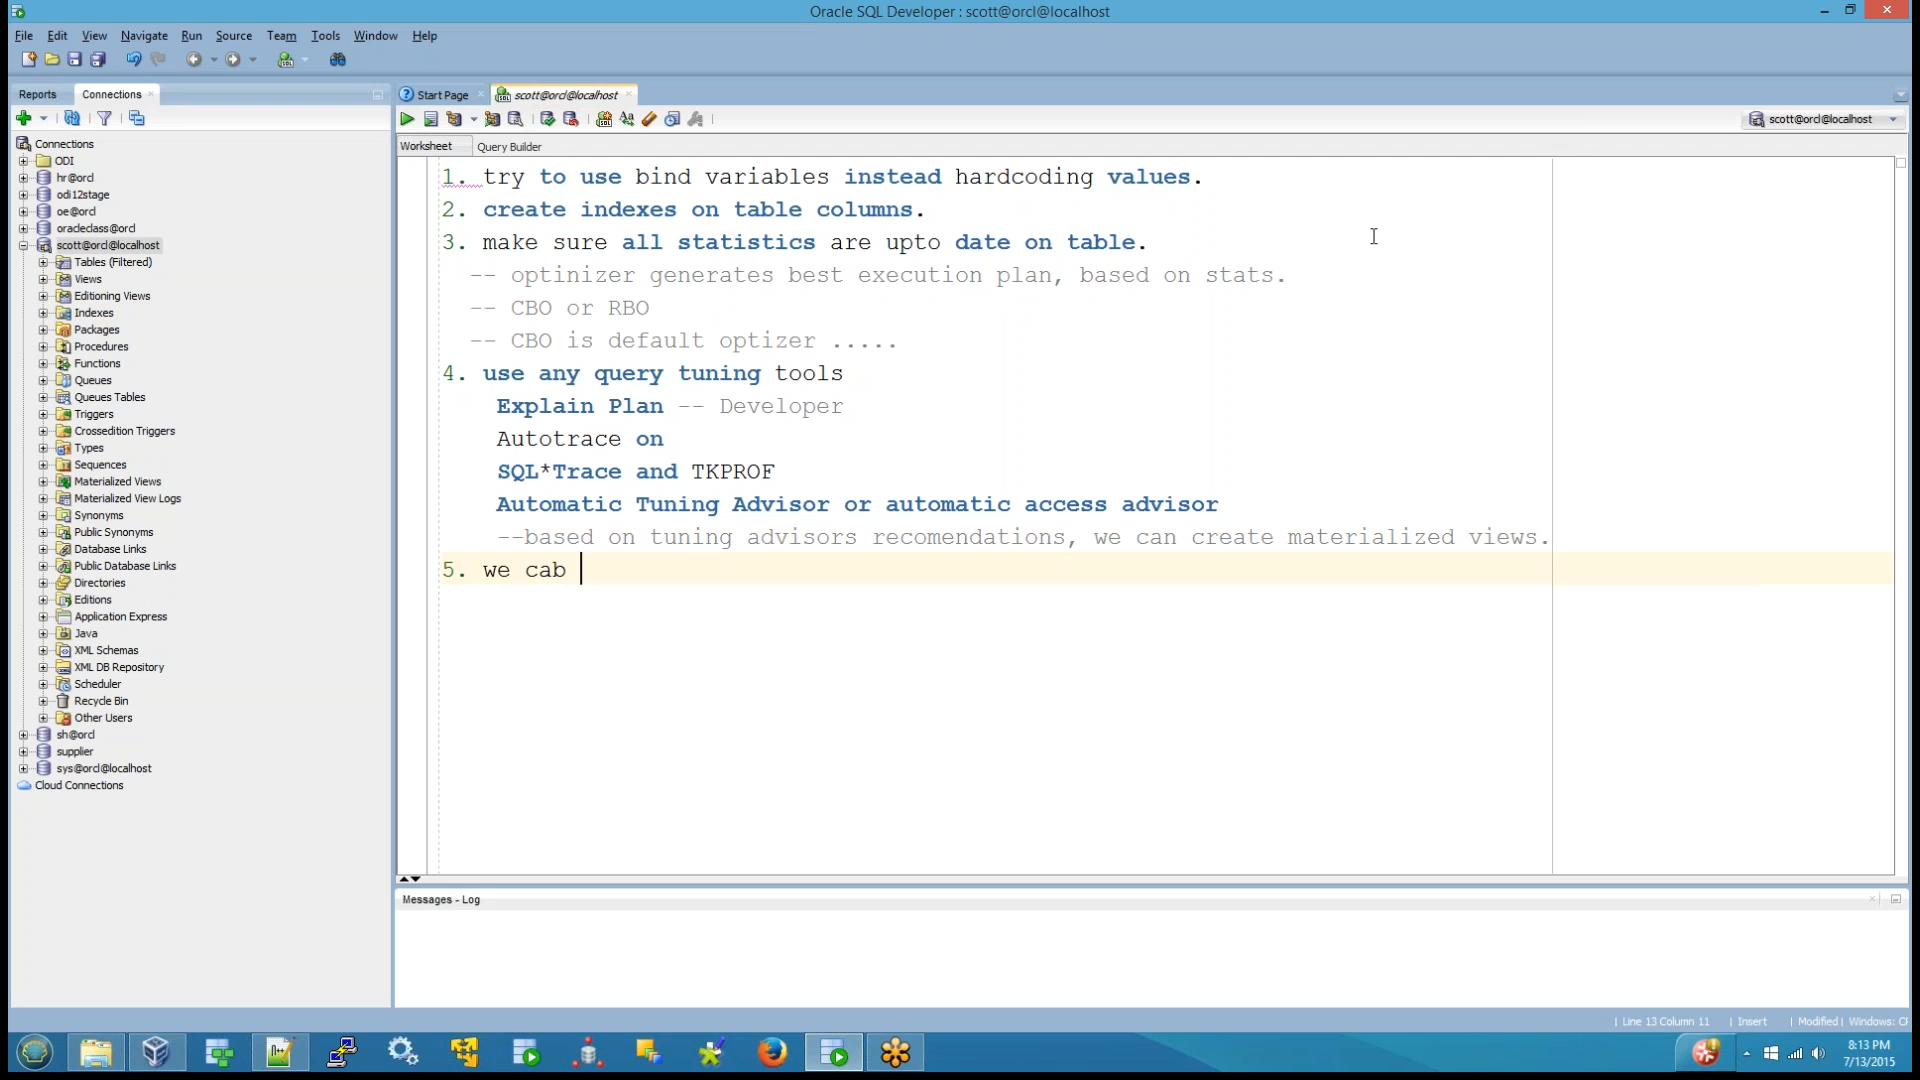 Oracle SQL Developer : scott@orcl@localhost
File Edit View Navigate Run Source Team Tools Window Help
Reports Connections
Start Page scott@orcl@localhost
scott@orcl@localhost
Worksheet Query Builder
Connections
ODI
hr@orcl
odi12stage
oe@orcl
oracleclass@orcl
scott@orcl@localhost
Tables (Filtered)
Views
Editioning Views
Indexes
Packages
Procedures
Functions
Queues
Queues Tables
Triggers
Crossedition Triggers
Types
Sequences
Materialized Views
Materialized View Logs
Synonyms
Public Synonyms
Database Links
Public Database Links
Directories
Editions
Application Express
Java
XML Schemas
XML DB Repository
Scheduler
Recycle Bin
Other Users
sh@orcl
supplier
sys@orcl@localhost
Cloud Connections
1. try to use bind variables instead hardcoding values.
2. create indexes on table columns.
3. make sure all statistics are upto date on table.
-- optinizer generates best execution plan, based on stats.
-- CBO or RBO
-- CBO is default optizer .....
4. use any query tuning tools
Explain Plan -- Developer
Autotrace on
SQL*Trace and TKPROF
Automatic Tuning Advisor or automatic access advisor
--based on tuning advisors recomendations, we can create materialized views.
5. we cab
Messages - Log
Line 13 Column 11 Insert Modified Windows: CR
8:13 PM
7/13/2015